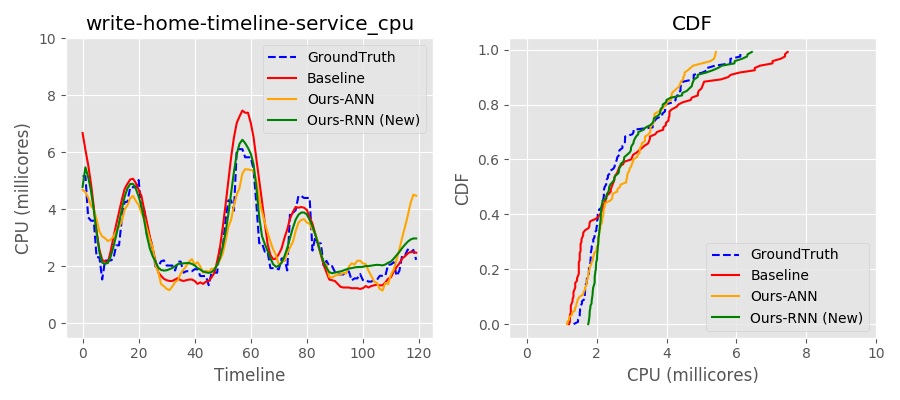 write-home-timeline-service_cpu
CPU (millicores)
10
8
6
4
2
0
0 20 40 60 80 100 120
Timeline
GroundTruth
Baseline
Ours-ANN
Ours-RNN (New)
CDF
CDF
1.0
0.8
0.6
0.4
0.2
0.0
0 2 4 6 8 10
CPU (millicores)
GroundTruth
Baseline
Ours-ANN
Ours-RNN (New)